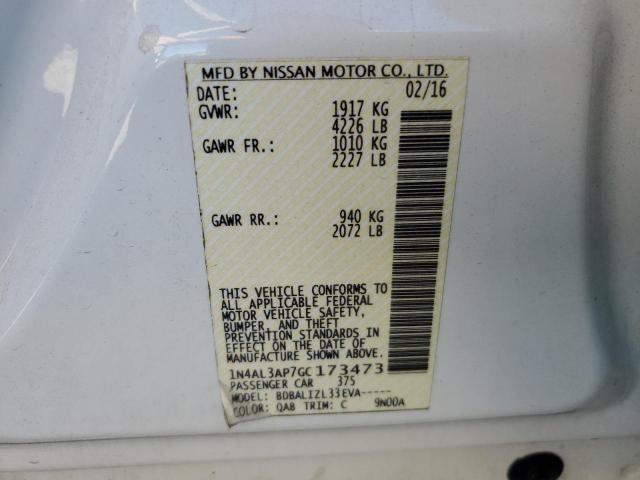 MFD BY NISSAN MOTOR CO., LTD.
DATE: 02/16
GVWR: 1917 KG
4226 LB
GAWR FR.: 1010 KG
2227 LB
GAWR RR.: 940 KG
2072 LB
THIS VEHICLE CONFORMS TO
ALL APPLICABLE FEDERAL
MOTOR VEHICLE SAFETY,
BUMPER, AND THEFT
PREVENTION STANDARDS IN
EFFECT ON THE DATE OF
MANUFACTURE SHOWN ABOVE.
1N4AL3AP7GC173473
PASSENGER CAR 375
MODEL: BDBALIZL33EVA-----
COLOR: QAB TRIM: C 9N00A